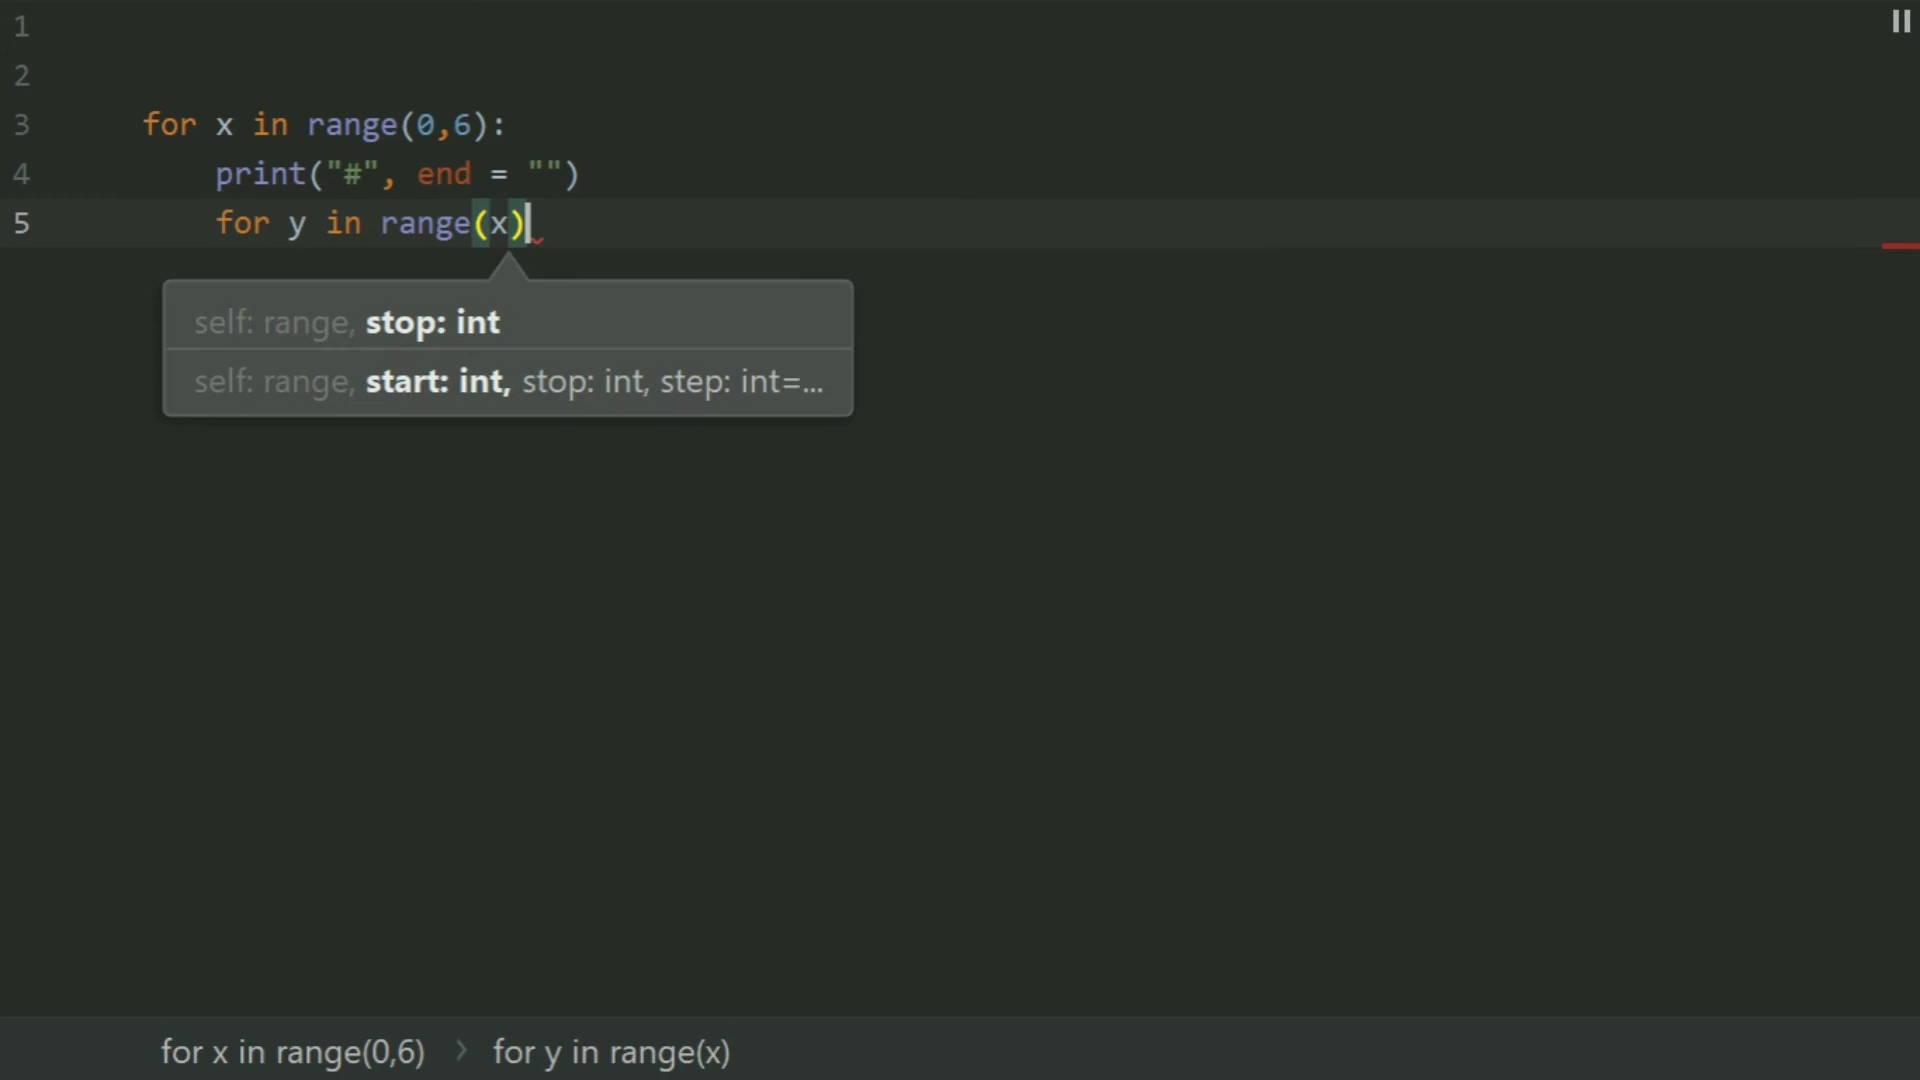 1
2
3 for x in range(0,6):
4 print("#", end = "")
5 for y in range(x)
self: range, stop: int
self: range, start: int, stop: int, step: int=...
for x in range(0,6) > for y in range(x)